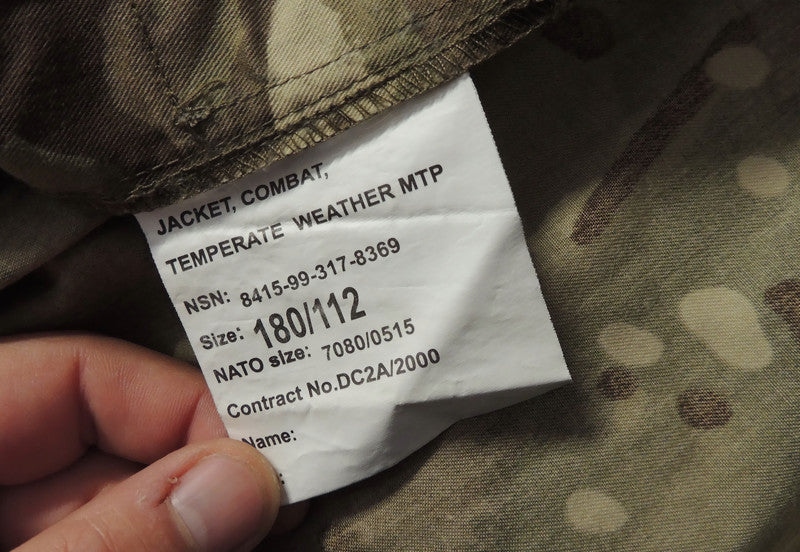 JACKET, COMBAT,
TEMPERATE WEATHER MTP
NSN: 8415-99-317-8369
Size: 180/112
NATO size: 7080/0515
Contract No.DC2A/2000
Name: